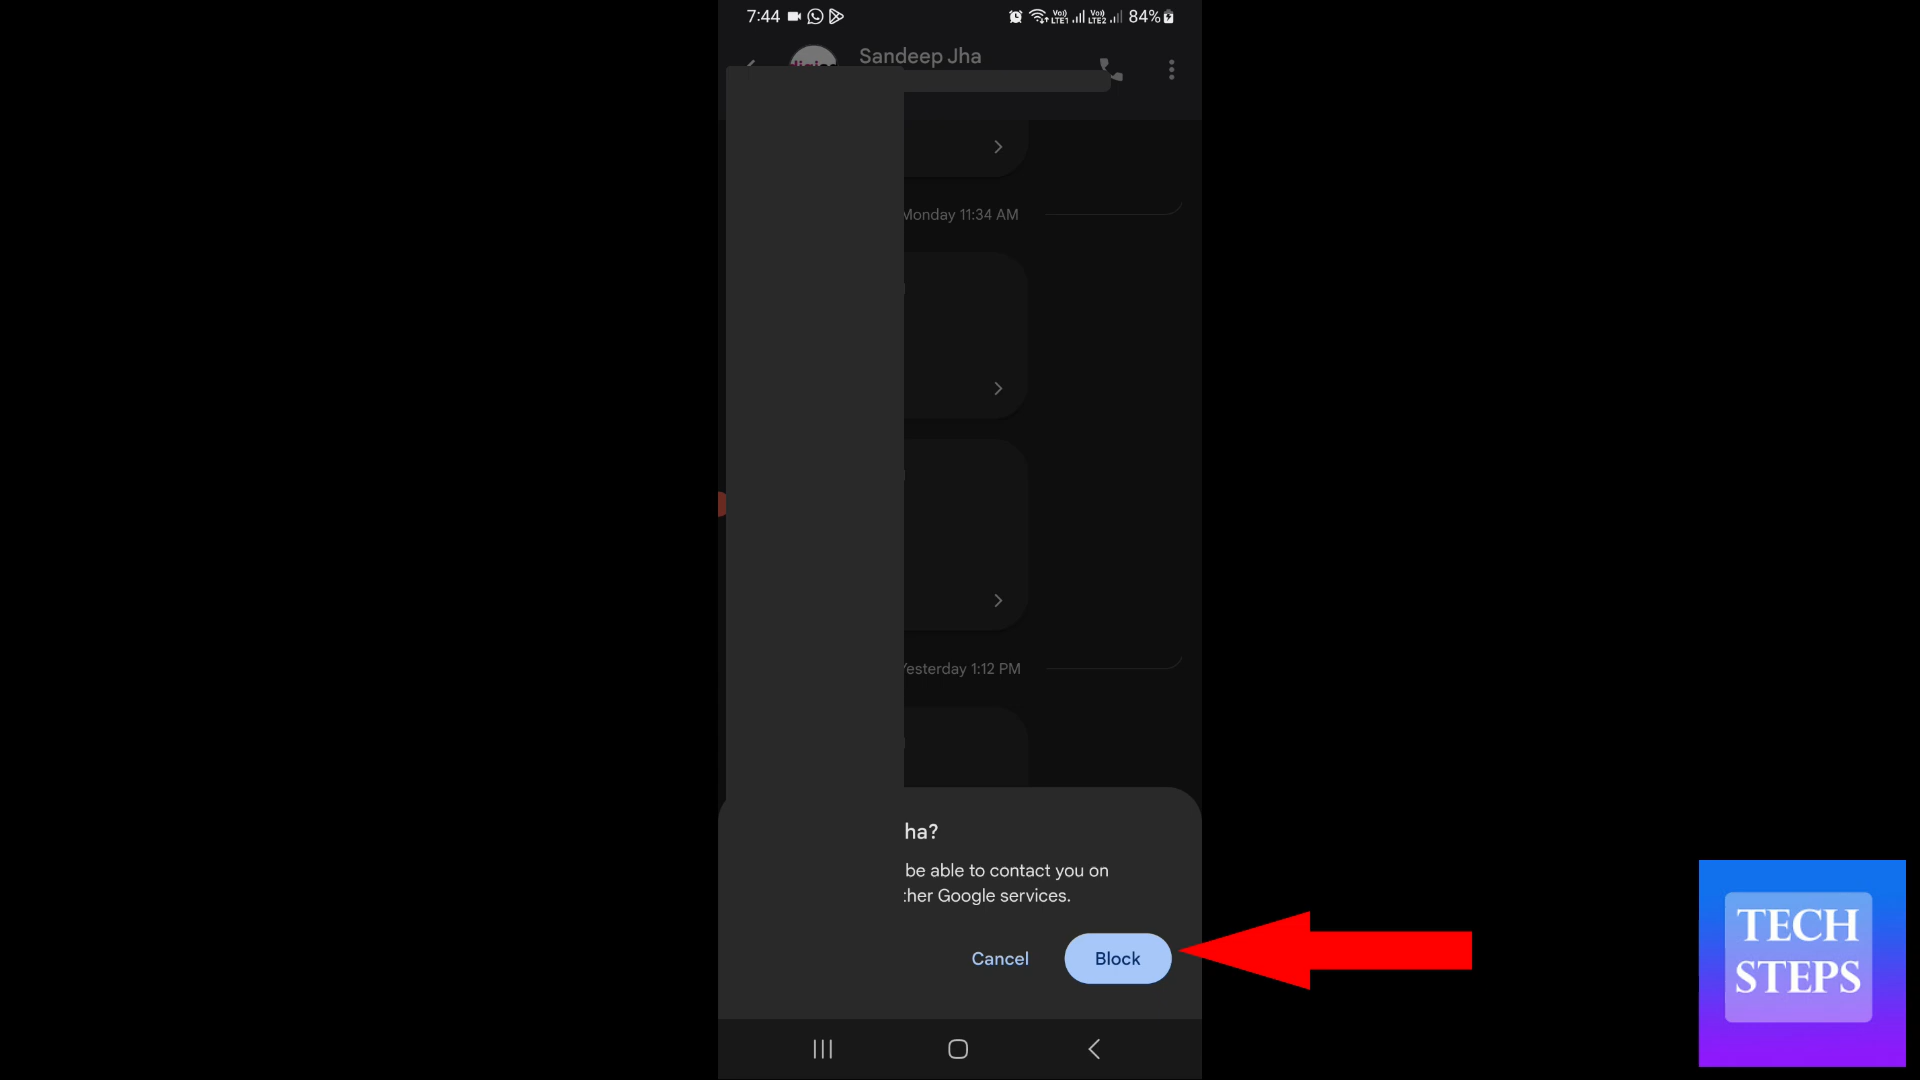 7:44 84%
Sandeep Jha
Monday 11:34 AM
Yesterday 1:12 PM
ha?
be able to contact you on
ther Google services.
Cancel Block
TECH
STEPS